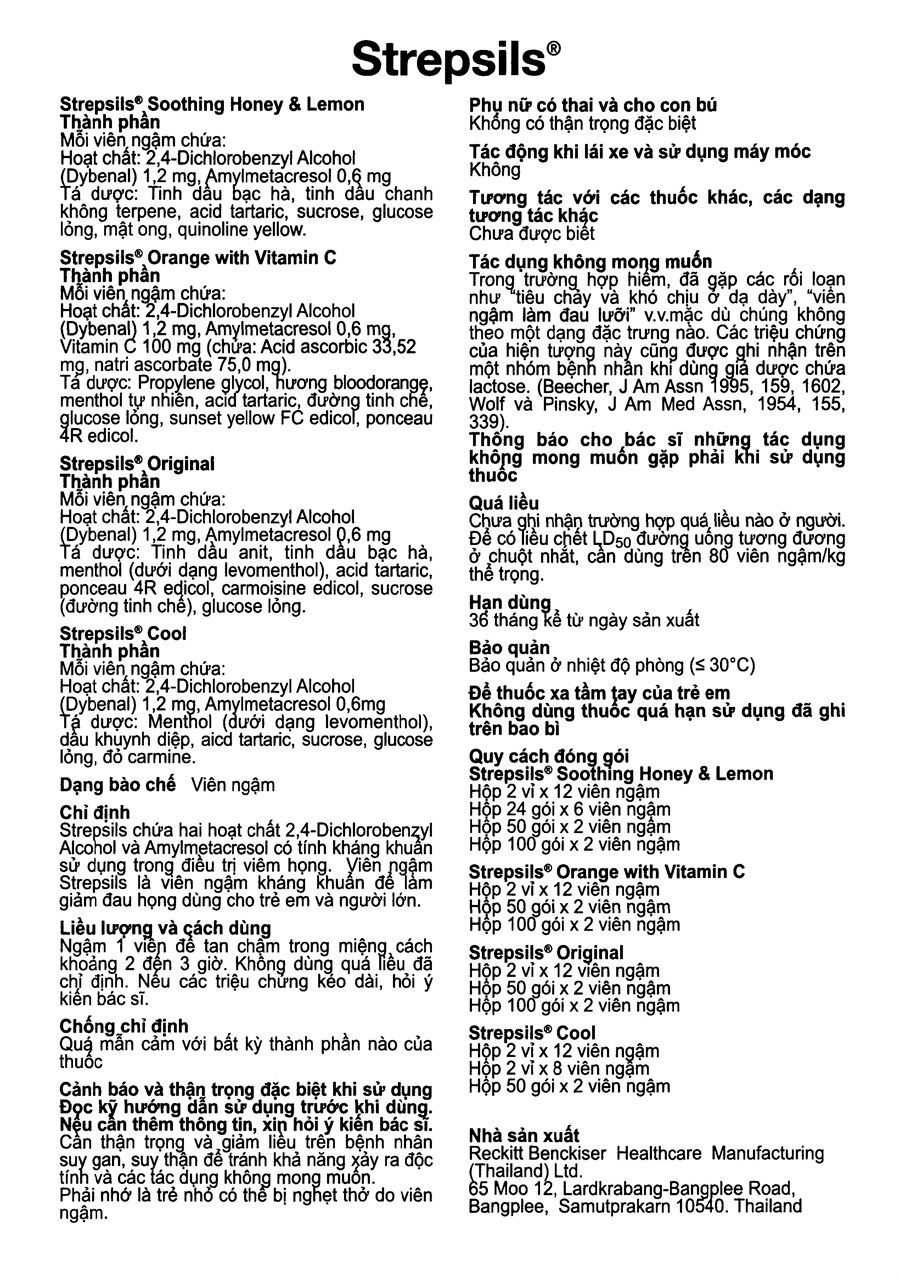 Strepsils®
Strepsils® Soothing Honey & Lemon
Thành phần
Mỗi viên ngậm chứa:
Hoạt chất: 2,4-Dichlorobenzyl Alcohol
(Dybenal) 1,2 mg, Amylmetacresol 0,6 mg
Tá dược: Tinh dầu bạc hà, tinh dầu chanh
không terpene, acid tartaric, sucrose, glucose
lỏng, mật ong, quinoline yellow.
Strepsils® Orange with Vitamin C
Thành phần
Mỗi viên ngậm chứa:
Hoạt chất: 2,4-Dichlorobenzyl Alcohol
(Dybenal) 1,2 mg, Amylmetacresol 0,6 mg,
Vitamin C 100 mg (chứa: Acid ascorbic 33,52
mg, natri ascorbate 75,0 mg).
Tá dược: Propylene glycol, hương bloodorange,
menthol tự nhiên, acid tartaric, đường tinh chế,
glucose lỏng, sunset yellow FC edicol, ponceau
4R edicol.
Strepsils® Original
Thành phần
Mỗi viên ngậm chứa:
Hoạt chất: 2,4-Dichlorobenzyl Alcohol
(Dybenal) 1,2 mg, Amylmetacresol 0,6 mg
Tá dược: Tinh dầu anit, tinh dầu bạc hà,
menthol (dưới dạng levomenthol), acid tartaric,
ponceau 4R edicol, carmoisine edicol, sucrose
(đường tinh chế), glucose lỏng.
Strepsils® Cool
Thành phần
Mỗi viên ngậm chứa:
Hoạt chất: 2,4-Dichlorobenzyl Alcohol
(Dybenal) 1,2 mg, Amylmetacresol 0,6mg
Tá dược: Menthol (dưới dạng levomenthol),
dầu khuynh diệp, aicd tartaric, sucrose, glucose
lỏng, đỏ carmine.
Dạng bào chế Viên ngậm
Chỉ định
Strepsils chứa hai hoạt chất 2,4-Dichlorobenzyl
Alcohol và Amylmetacresol có tính kháng khuẩn
sử dụng trong điều trị viêm họng. Viên ngậm
Strepsils là viên ngậm kháng khuẩn để làm
giảm đau họng dùng cho trẻ em và người lớn.
Liều lượng và cách dùng
Ngậm 1 viên để tan chậm trong miệng cách
khoảng 2 đến 3 giờ. Không dùng quá liều đã
chỉ định. Nếu các triệu chứng kéo dài, hỏi ý
kiến bác sĩ.
Chống chỉ định
Quá mẫn cảm với bất kỳ thành phần nào của
thuốc
Cảnh báo và thận trọng đặc biệt khi sử dụng
Đọc kỹ hướng dẫn sử dụng trước khi dùng.
Nếu cần thêm thông tin, xin hỏi ý kiến bác sĩ.
Cần thận trọng và giảm liều trên bệnh nhân
suy gan, suy thận để tránh khả năng xảy ra độc
tính và các tác dụng không mong muốn.
Phải nhớ là trẻ nhỏ có thể bị nghẹt thở do viên
ngậm.
Phụ nữ có thai và cho con bú
Không có thận trọng đặc biệt
Tác động khi lái xe và sử dụng máy móc
Không
Tương tác với các thuốc khác, các dạng
tương tác khác
Chưa được biết
Tác dụng không mong muốn
Trong trường hợp hiếm, đã gặp các rối loạn
như “tiêu chảy và khó chịu ở dạ dày”, “viên
ngậm làm đau lưỡi” v.v.mặc dù chúng không
theo một dạng đặc trưng nào. Các triệu chứng
của hiện tượng này cũng được ghi nhận trên
một nhóm bệnh nhân khi dùng giả dược chứa
lactose. (Beecher, J Am Assn 1995, 159, 1602,
Wolf và Pinsky, J Am Med Assn, 1954, 155,
339).
Thông báo cho bác sĩ những tác dụng
không mong muốn gặp phải khi sử dụng
thuốc
Quá liều
Chưa ghi nhận trường hợp quá liều nào ở người.
Để có liều chết LD50 đường uống tương đương
ở chuột nhắt, cần dùng trên 80 viên ngậm/kg
thể trọng.
Hạn dùng
36 tháng kể từ ngày sản xuất
Bảo quản
Bảo quản ở nhiệt độ phòng (≤ 30°C)
Để thuốc xa tầm tay của trẻ em
Không dùng thuốc quá hạn sử dụng đã ghi
trên bao bì
Quy cách đóng gói
Strepsils® Soothing Honey & Lemon
Hộp 2 vỉ x 12 viên ngậm
Hộp 24 gói x 6 viên ngậm
Hộp 50 gói x 2 viên ngậm
Hộp 100 gói x 2 viên ngậm
Strepsils® Orange with Vitamin C
Hộp 2 vỉ x 12 viên ngậm
Hộp 50 gói x 2 viên ngậm
Hộp 100 gói x 2 viên ngậm
Strepsils® Original
Hộp 2 vỉ x 12 viên ngậm
Hộp 50 gói x 2 viên ngậm
Hộp 100 gói x 2 viên ngậm
Strepsils® Cool
Hộp 2 vỉ x 12 viên ngậm
Hộp 2 vỉ x 8 viên ngậm
Hộp 50 gói x 2 viên ngậm
Nhà sản xuất
Reckitt Benckiser Healthcare Manufacturing
(Thailand) Ltd.
65 Moo 12, Lardkrabang-Bangplee Road,
Bangplee, Samutprakarn 10540. Thailand